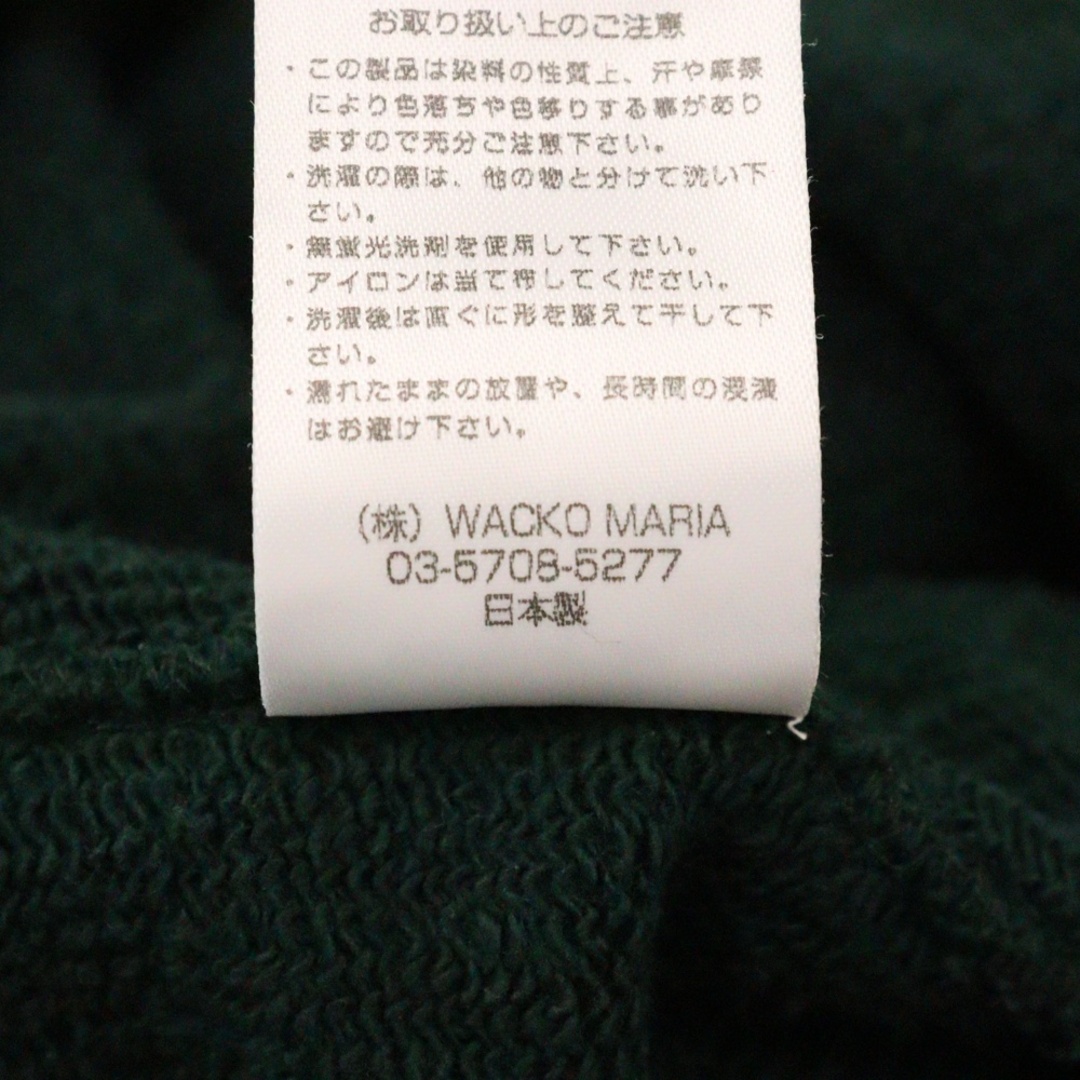 お取り扱い上のご注意
・この製品は染料の性質上、汗や摩擦
により色落ちや色移りする事があり
ますので充分ご注意下さい。
・洗濯の際は、他の物と分けて洗い下
さい。
・無蛍光洗剤を使用して下さい。
・アイロンは当て布してください。
・洗濯後は直ぐに形を整えて干して下
さい。
・濡れたままの放置や、長時間の浸漬
はお避け下さい。
(株) WACKO MARIA
03-5708-5277
日本製